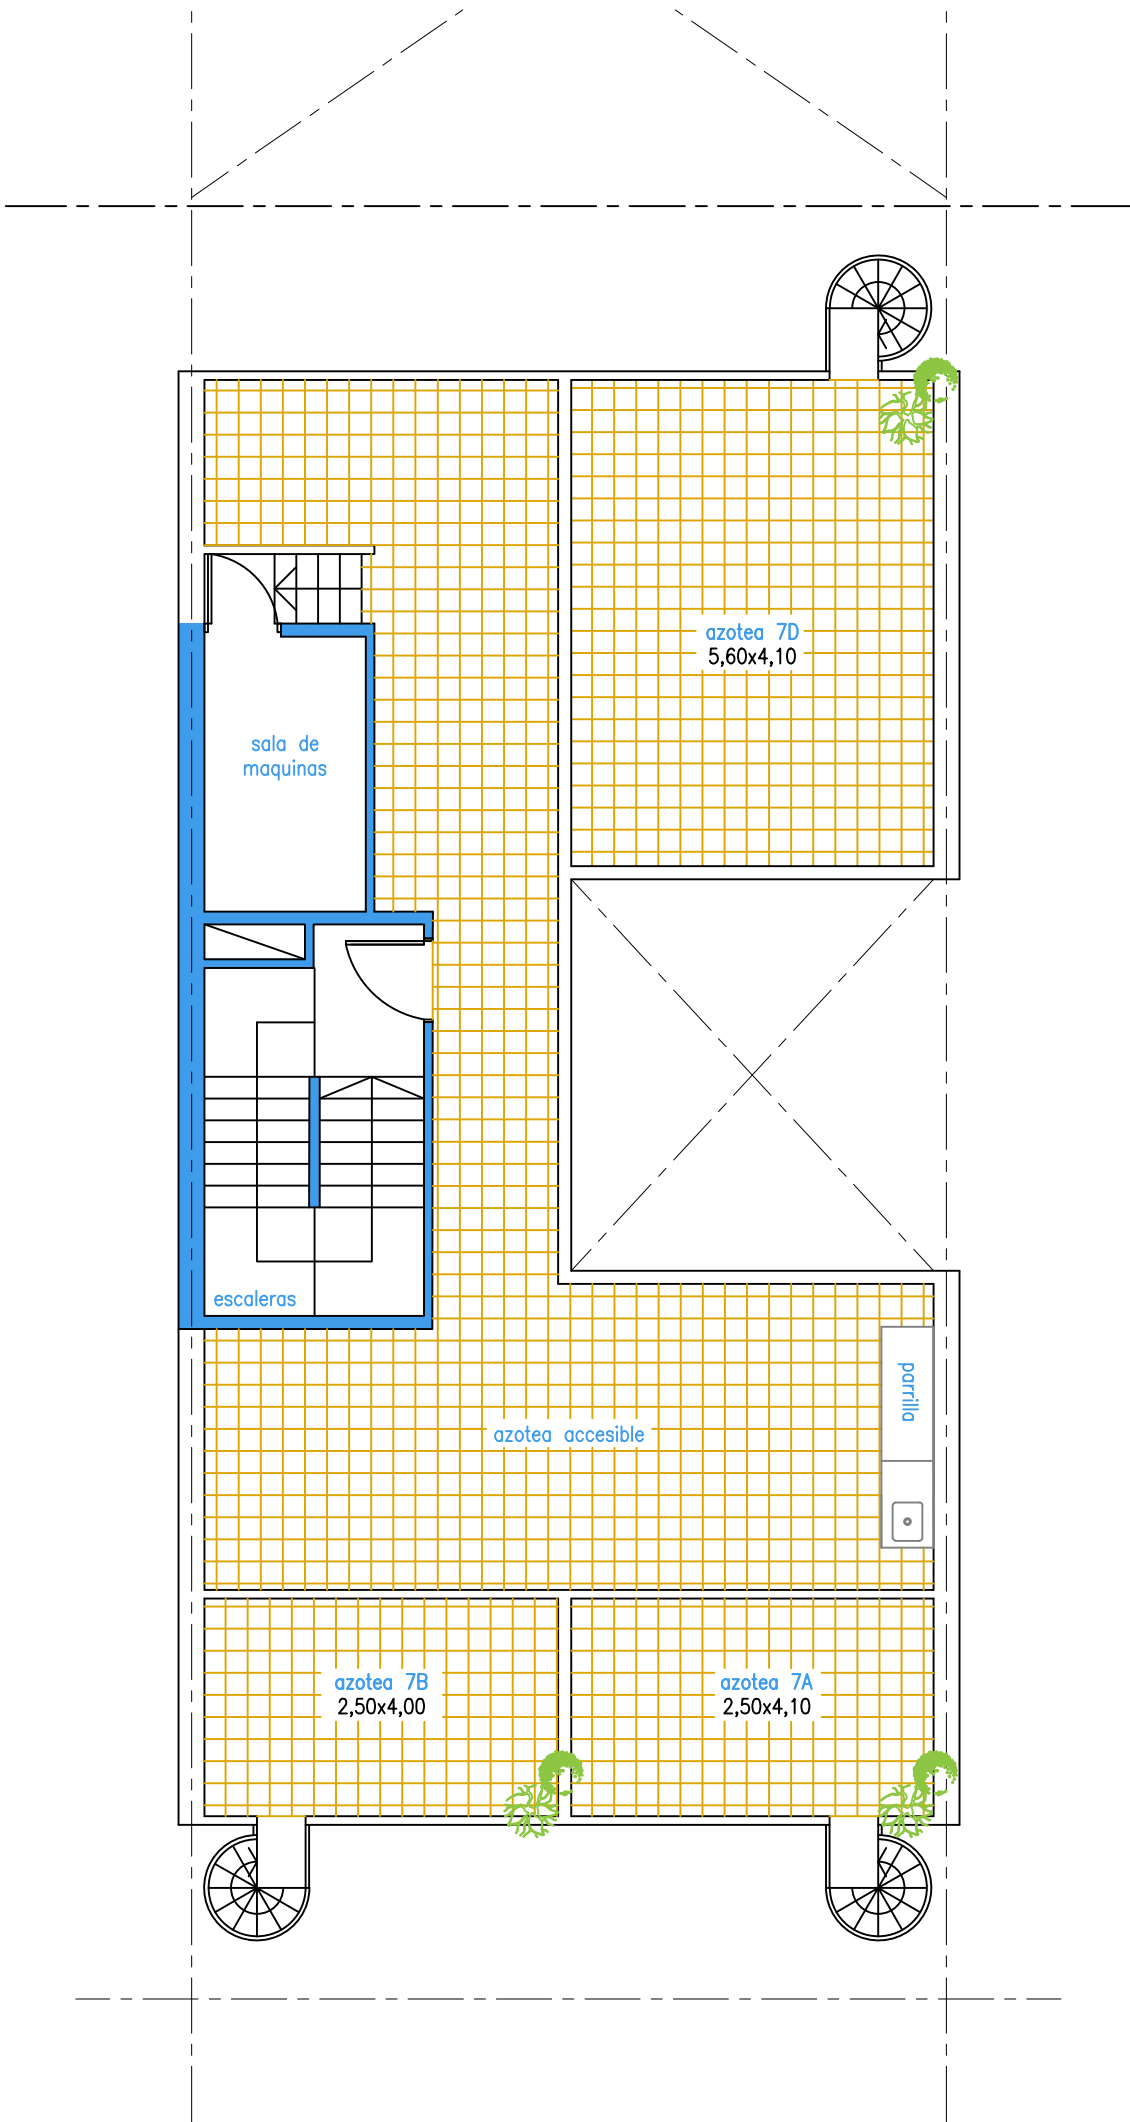 azotea 7D
5,60x4,10
sala de
maquinas
escaleras
parrilla
azotea accesible
azotea 7B
2,50x4,00
azotea 7A
2,50x4,10